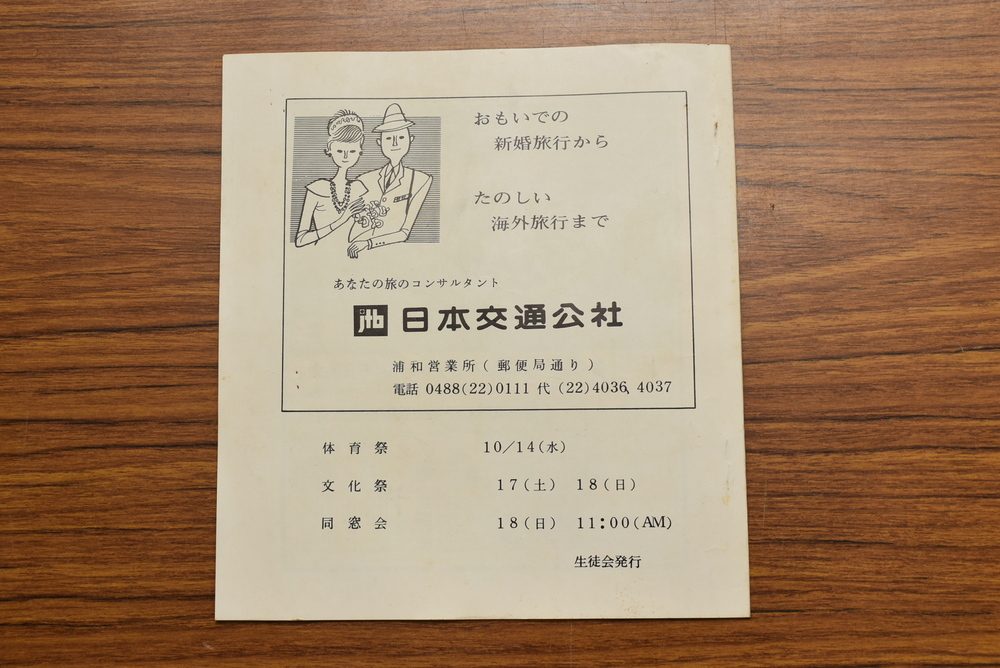 おもいでの
新婚旅行から
たのしい
海外旅行まで
あなたの旅のコンサルタント
jtb 日本交通公社
浦和営業所(郵便局通り)
電話 0488(22)0111 代 (22)4036、4037
体育祭 10/14(水)
文化祭 17(土) 18(日)
同窓会 18(日) 11:00(AM)
生徒会発行